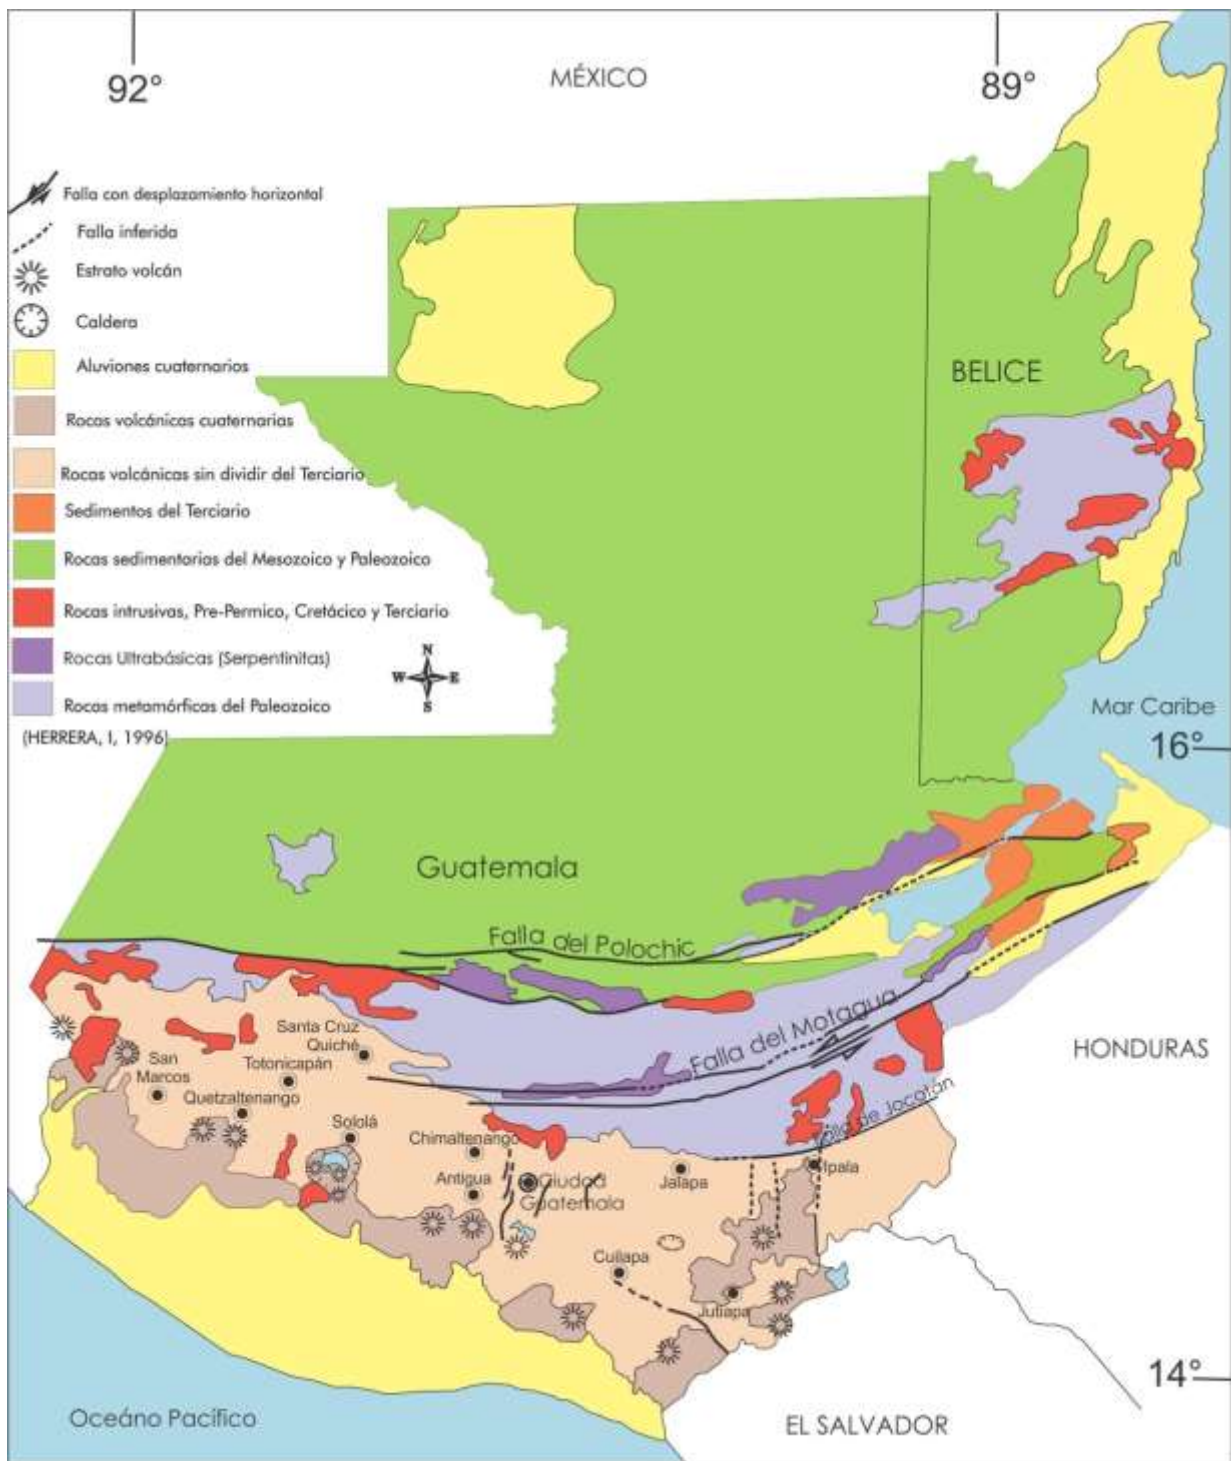 92°
MÉXICO
89°
Falla con desplazamiento horizontal
Falla inferida
Estrato volcán
Caldera
Aluviones cuaternarios
Rocas volcánicas cuaternarias
Rocas volcánicas sin dividir del Terciario
Sedimentos del Terciario
Rocas sedimentarias del Mesozoico y Paleozoico
Rocas intrusivas, Pre-Permico, Cretácico y Terciario
Rocas Ultrabásicas (Serpentinitas)
Rocas metamórficas del Paleozoico
(HERRERA, I, 1996)
N
W
E
S
BELICE
Mar Caribe
16°
Guatemala
Falla del Polochic
Falla del Motagua
HONDURAS
Santa Cruz
Quiché
San
Marcos
Totonicapán
Quetzaltenango
Sololá
Chimaltenango
Falla de Jocotán
Antigua
Ciudad
Guatemala
Jalapa
Ipala
Cuilapa
Jutiapa
14°
Oceáno Pacífico
EL SALVADOR